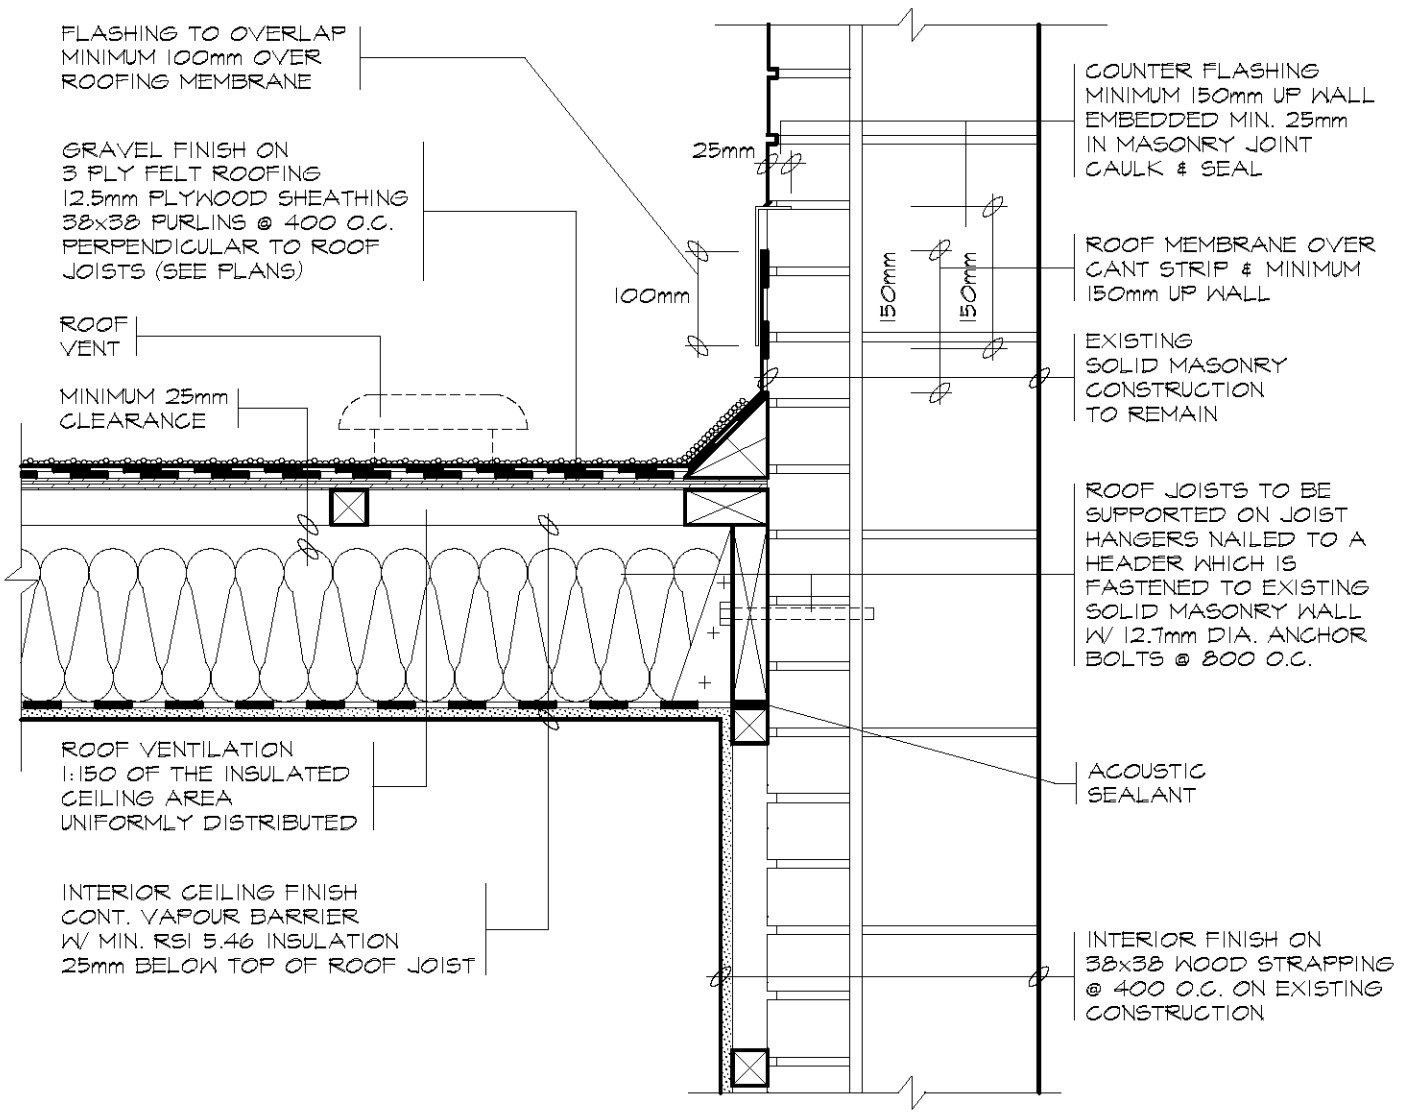 FLASHING TO OVERLAP
MINIMUM 100mm OVER
ROOFING MEMBRANE
GRAVEL FINISH ON
3 PLY FELT ROOFING
12.5mm PLYWOOD SHEATHING
38x38 PURLINS @ 400 O.C.
PERPENDICULAR TO ROOF
JOISTS (SEE PLANS)
ROOF
VENT
MINIMUM 25mm
CLEARANCE
ROOF VENTILATION
1:150 OF THE INSULATED
CEILING AREA
UNIFORMLY DISTRIBUTED
INTERIOR CEILING FINISH
CONT. VAPOUR BARRIER
W/ MIN. RSI 5.46 INSULATION
25mm BELOW TOP OF ROOF JOIST
25mm
100mm
150mm
150mm
COUNTER FLASHING
MINIMUM 150mm UP WALL
EMBEDDED MIN. 25mm
IN MASONRY JOINT
CAULK & SEAL
ROOF MEMBRANE OVER
CANT STRIP & MINIMUM
150mm UP WALL
EXISTING
SOLID MASONRY
CONSTRUCTION
TO REMAIN
ROOF JOISTS TO BE
SUPPORTED ON JOIST
HANGERS NAILED TO A
HEADER WHICH IS
FASTENED TO EXISTING
SOLID MASONRY WALL
W/ 12.7mm DIA. ANCHOR
BOLTS @ 800 O.C.
ACOUSTIC
SEALANT
INTERIOR FINISH ON
38x38 WOOD STRAPPING
@ 400 O.C. ON EXISTING
CONSTRUCTION